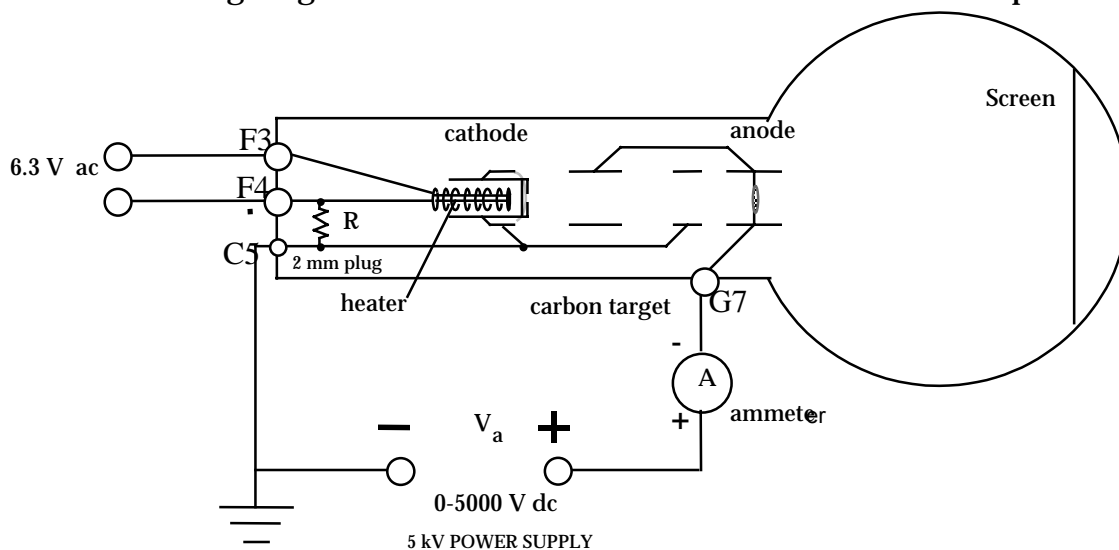 Screen
cathode
anode
F3
6.3 V ac
F4
R
C5
2 mm plug
heater
carbon target
G7
-
A
+
ammeter
− Va +
0-5000 V dc
5 kV POWER SUPPLY